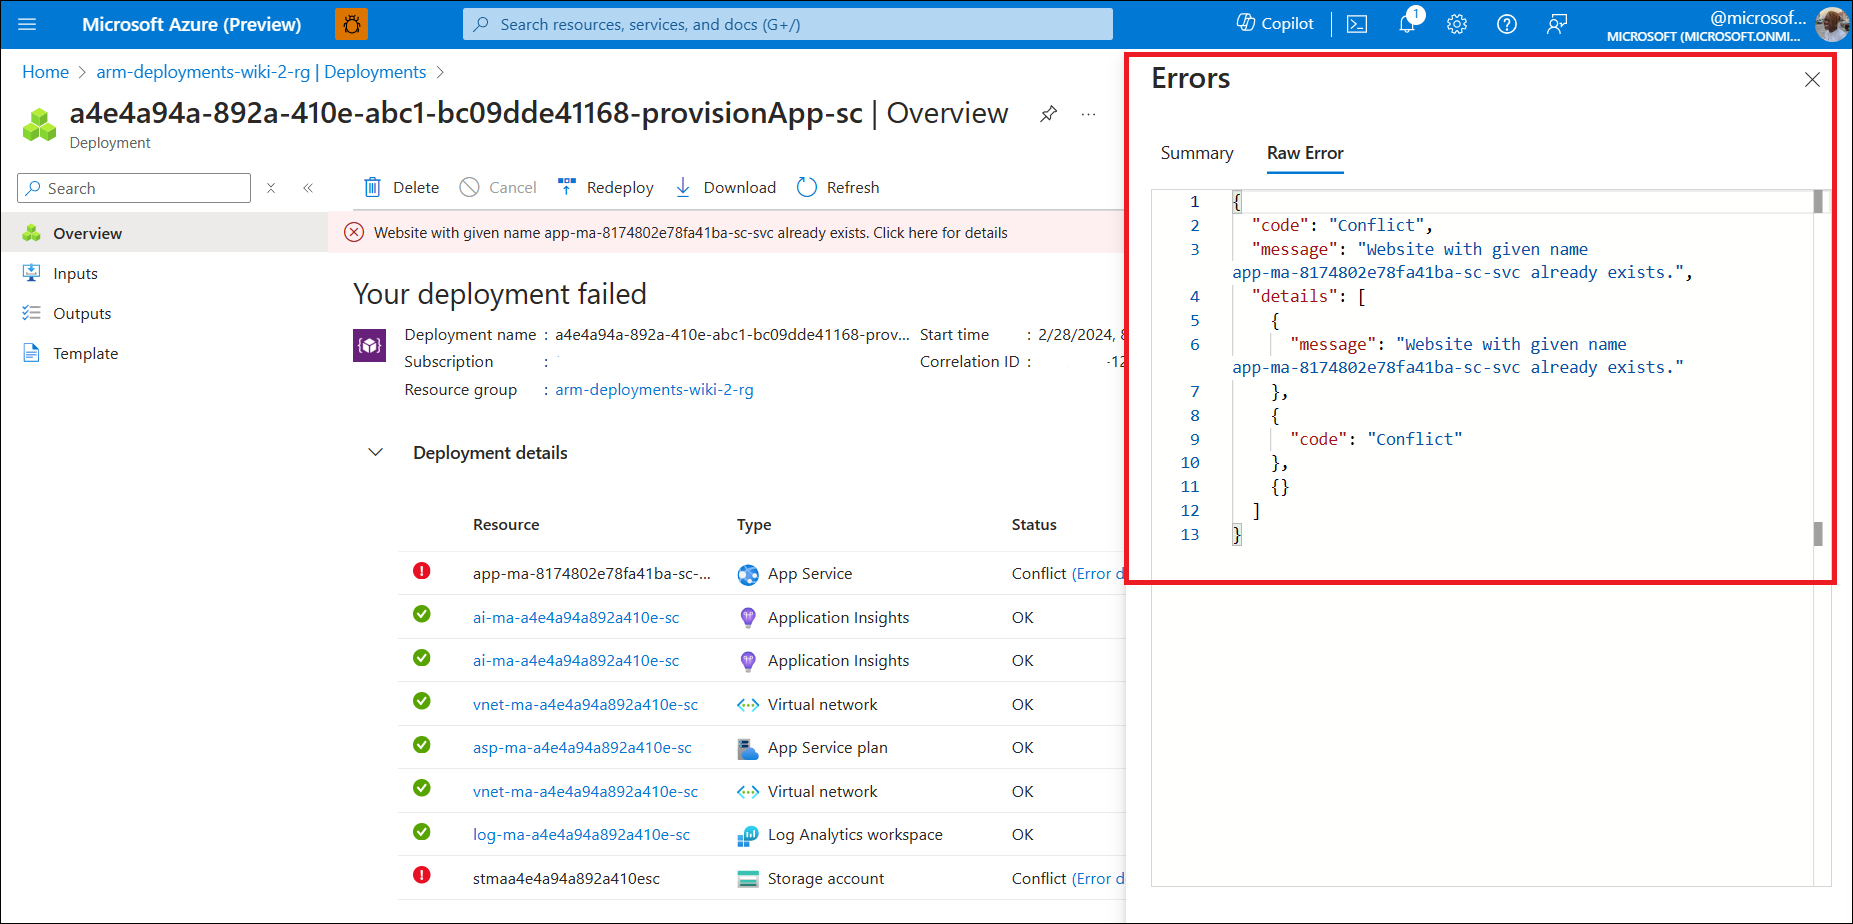 Microsoft Azure (Preview)
Search resources, services, and docs (G+/)
Copilot
1
@microsof...
MICROSOFT (MICROSOFT.ONMI...
Home > arm-deployments-wiki-2-rg | Deployments >
a4e4a94a-892a-410e-abc1-bc09dde41168-provisionApp-sc | Overview
...
Deployment
Search
Overview
Inputs
Outputs
Template
Delete
Cancel
Redeploy
Download
Refresh
Website with given name app-ma-8174802e78fa41ba-sc-svc already exists. Click here for details
Your deployment failed
Deployment name : a4e4a94a-892a-410e-abc1-bc09dde41168-prov...
Subscription :
Resource group : arm-deployments-wiki-2-rg
Start time : 2/28/2024, 8
Correlation ID : -12
Deployment details
Resource Type Status
app-ma-8174802e78fa41ba-sc-... App Service Conflict (Error d
ai-ma-a4e4a94a892a410e-sc Application Insights OK
ai-ma-a4e4a94a892a410e-sc Application Insights OK
vnet-ma-a4e4a94a892a410e-sc Virtual network OK
asp-ma-a4e4a94a892a410e-sc App Service plan OK
vnet-ma-a4e4a94a892a410e-sc Virtual network OK
log-ma-a4e4a94a892a410e-sc Log Analytics workspace OK
stmaa4e4a94a892a410esc Storage account Conflict (Error d
Errors
Summary
Raw Error
1 {
2 "code": "Conflict",
3 "message": "Website with given name
app-ma-8174802e78fa41ba-sc-svc already exists.",
4 "details": [
5 {
6 "message": "Website with given name
app-ma-8174802e78fa41ba-sc-svc already exists."
7 },
8 {
9 "code": "Conflict"
10 },
11 {}
12 ]
13 }